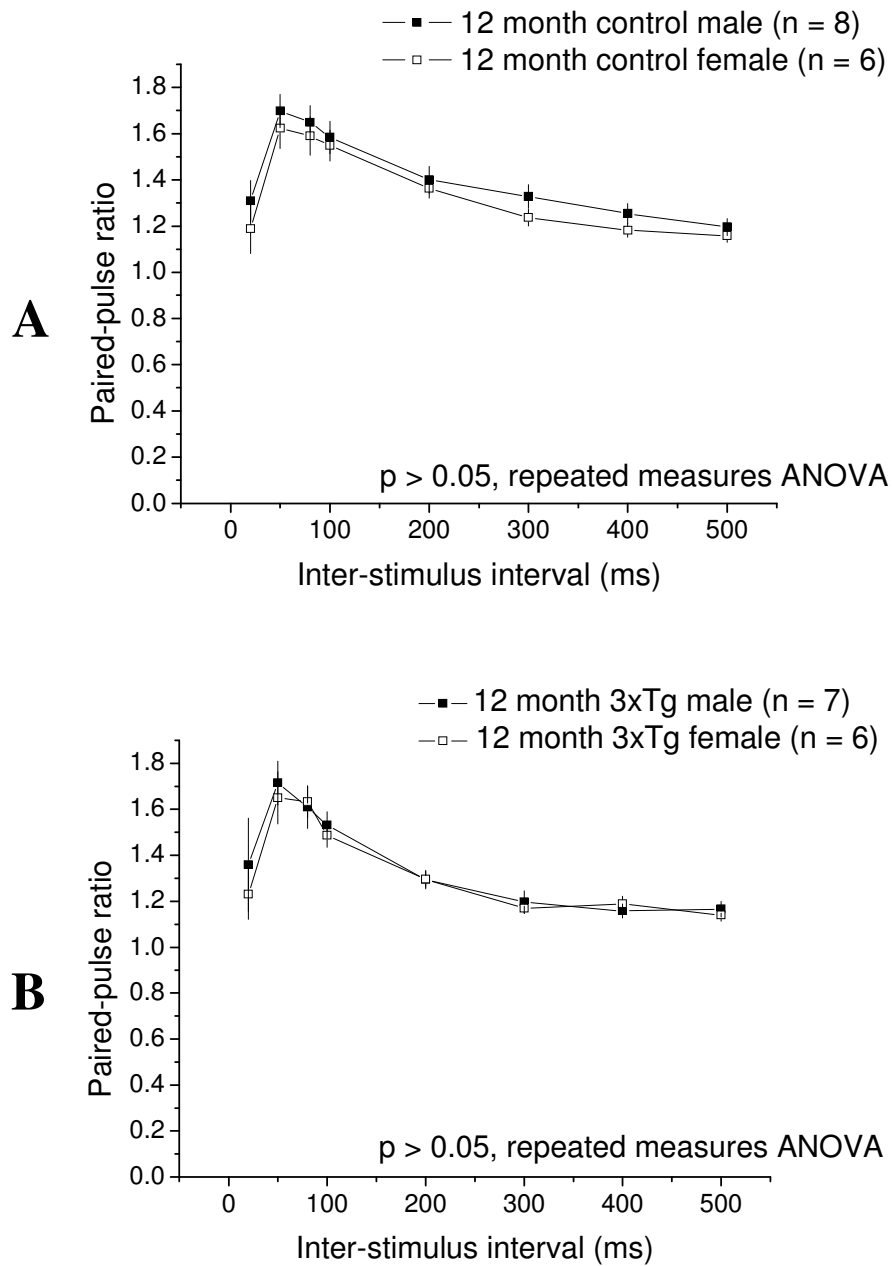 12 month control male (n = 8)
12 month control female (n = 6)
1.8
1.6
1.4
1.2
1.0
1.8
0.6
0.4
0.2
0.0
Paired-pulse ratio
A
p > 0.05, repeated measures ANOVA
0 100 200 300 400 500
Inter-stimulus interval (ms)
12 month 3xTg male (n = 7)
12 month 3xTg female (n = 6)
1.8
1.6
1.4
1.2
1.0
0.8
0.6
0.4
0.2
0.0
Paired-pulse ratio
B
p > 0.05, repeated measures ANOVA
0 100 200 300 400 500
Inter-stimulus interval (ms)